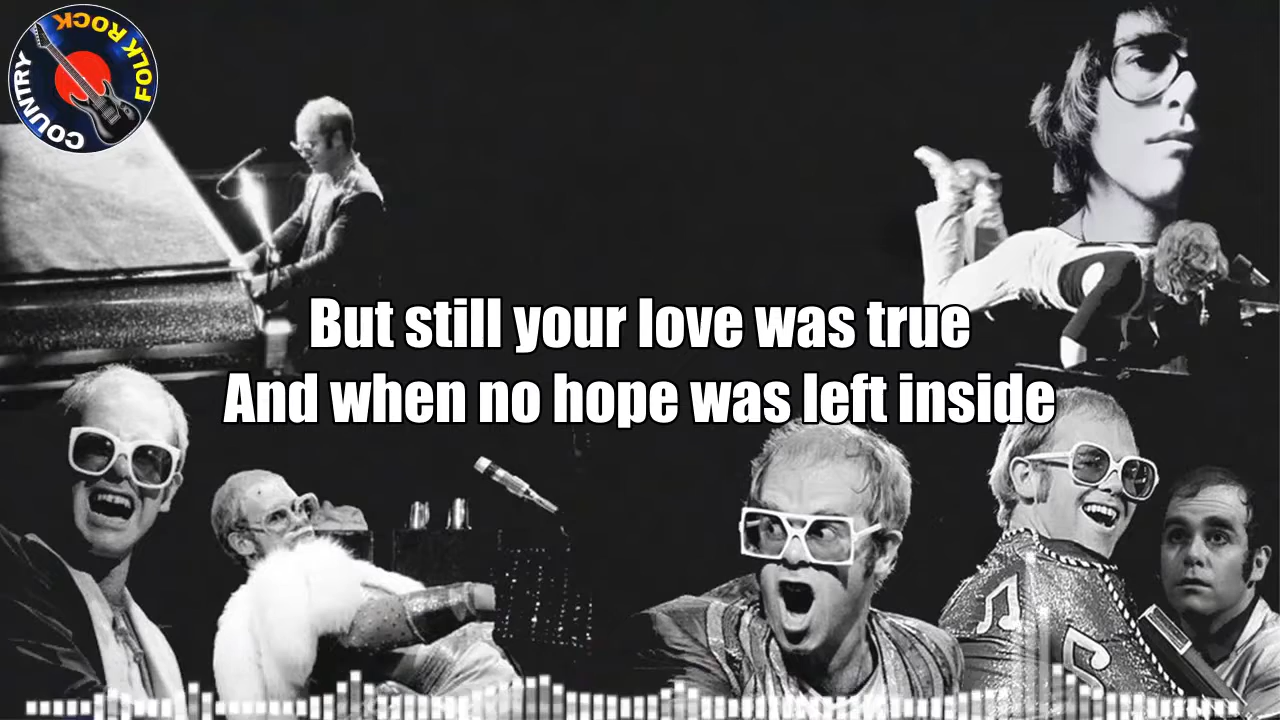 COUNTRY FOLK ROCK
But still your love was true
And when no hope was left inside